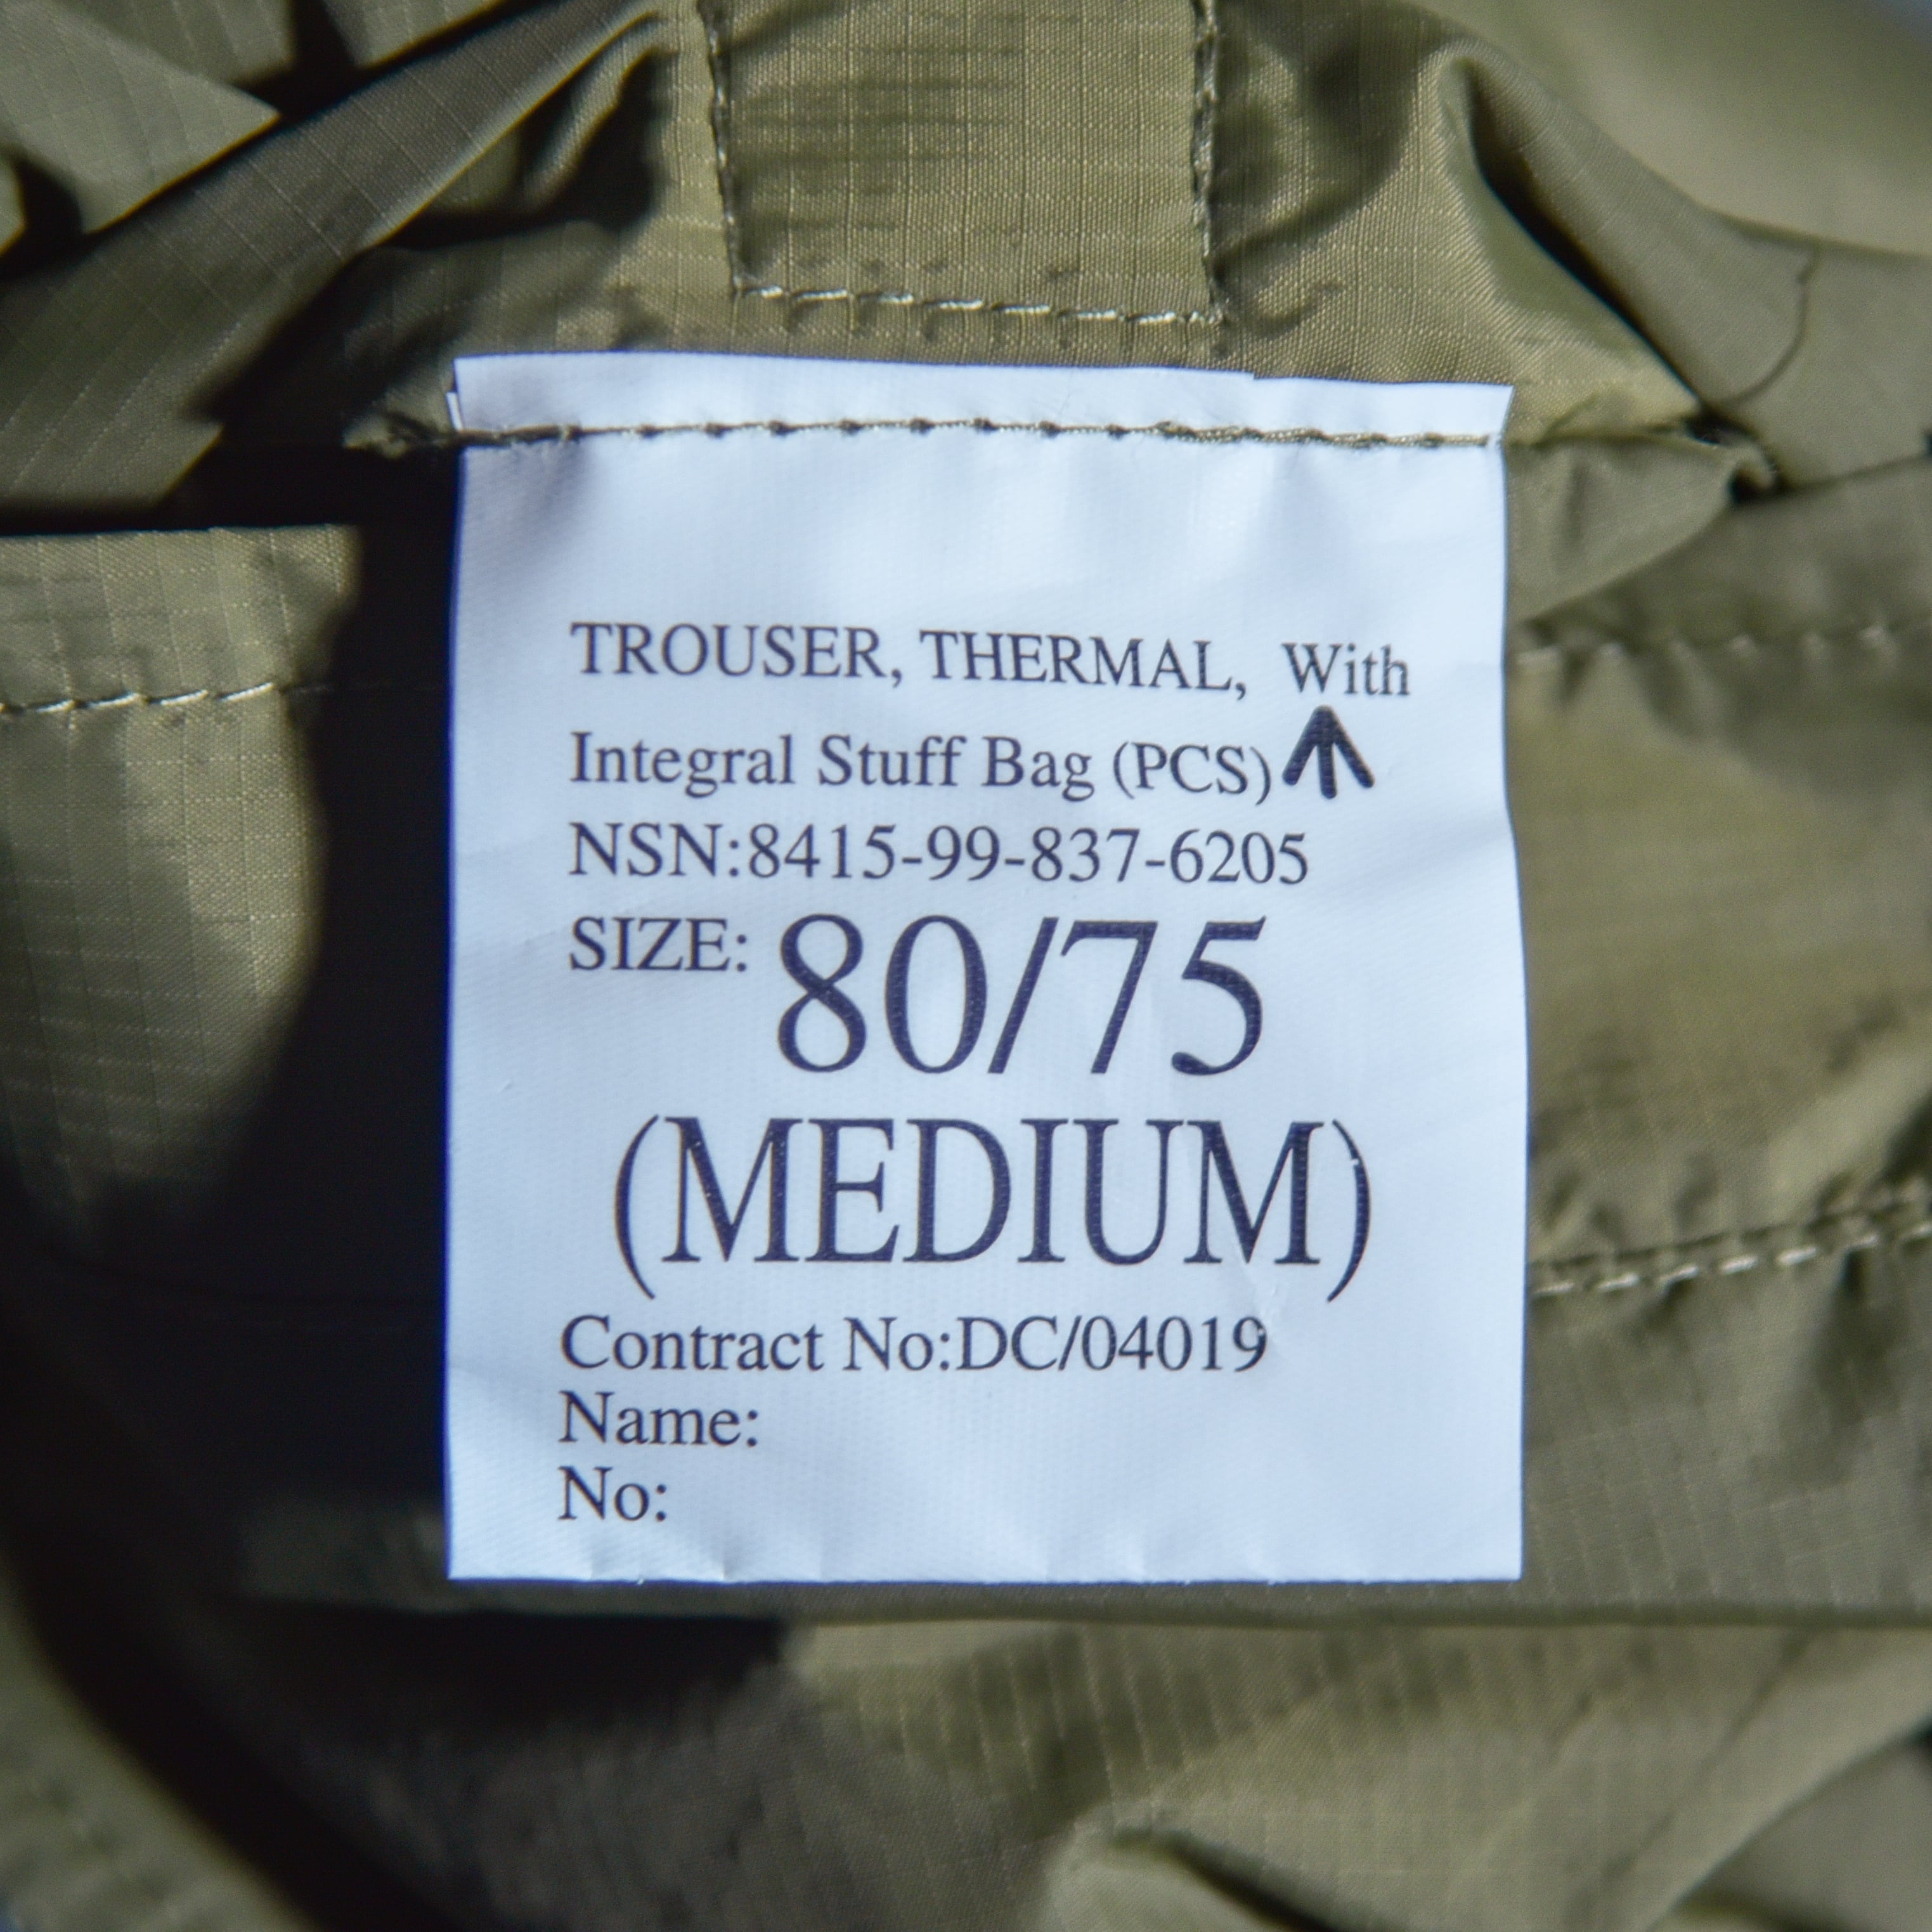 TROUSER, THERMAL, With
Integral Stuff Bag (PCS)
NSN:8415-99-837-6205
SIZE: 80/75
(MEDIUM)
Contract No:DC/04019
Name:
No: